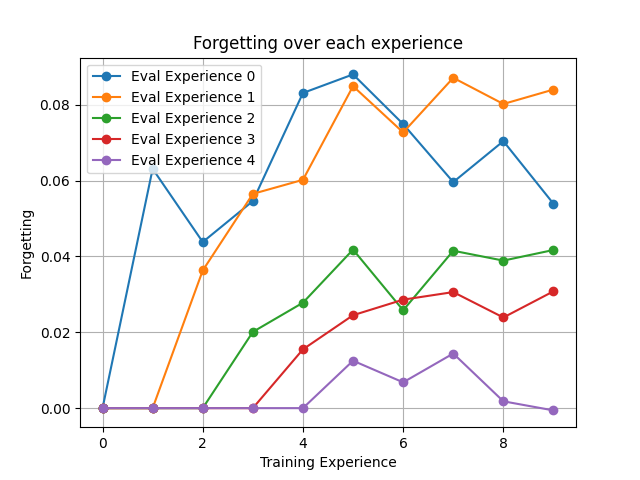 Forgetting over each experience
Eval Experience 0
Eval Experience 1
Eval Experience 2
Eval Experience 3
Eval Experience 4
Forgetting
0.08
0.06
0.04
0.02
0.00
0 2 4 6 8
Training Experience